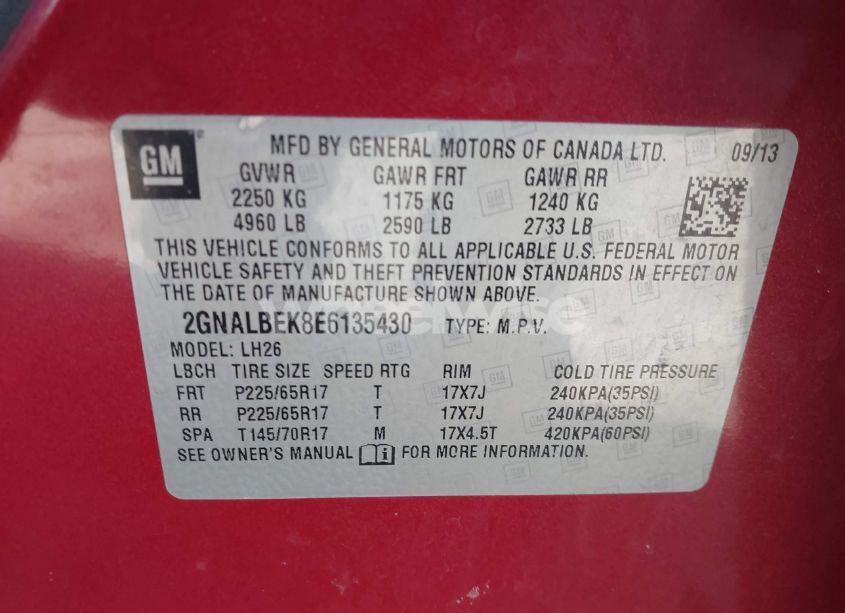 GM
MFD BY GENERAL MOTORS OF CANADA LTD. 09/13
GVWR GAWR FRT GAWR RR
2250 KG 1175 KG 1240 KG
4960 LB 2590 LB 2733 LB
THIS VEHICLE CONFORMS TO ALL APPLICABLE U.S. FEDERAL MOTOR
VEHICLE SAFETY AND THEFT PREVENTION STANDARDS IN EFFECT ON
THE DATE OF MANUFACTURE SHOWN ABOVE.
2GNALBEK8E6135430 TYPE: M.P.V.
MODEL: LH26
LBCH TIRE SIZE SPEED RTG RIM COLD TIRE PRESSURE
FRT P225/65R17 T 17X7J 240KPA(35PSI)
RR P225/65R17 T 17X7J 240KPA(35PSI)
SPA T145/70R17 M 17X4.5T 420KPA(60PSI)
SEE OWNER'S MANUAL FOR MORE INFORMATION.